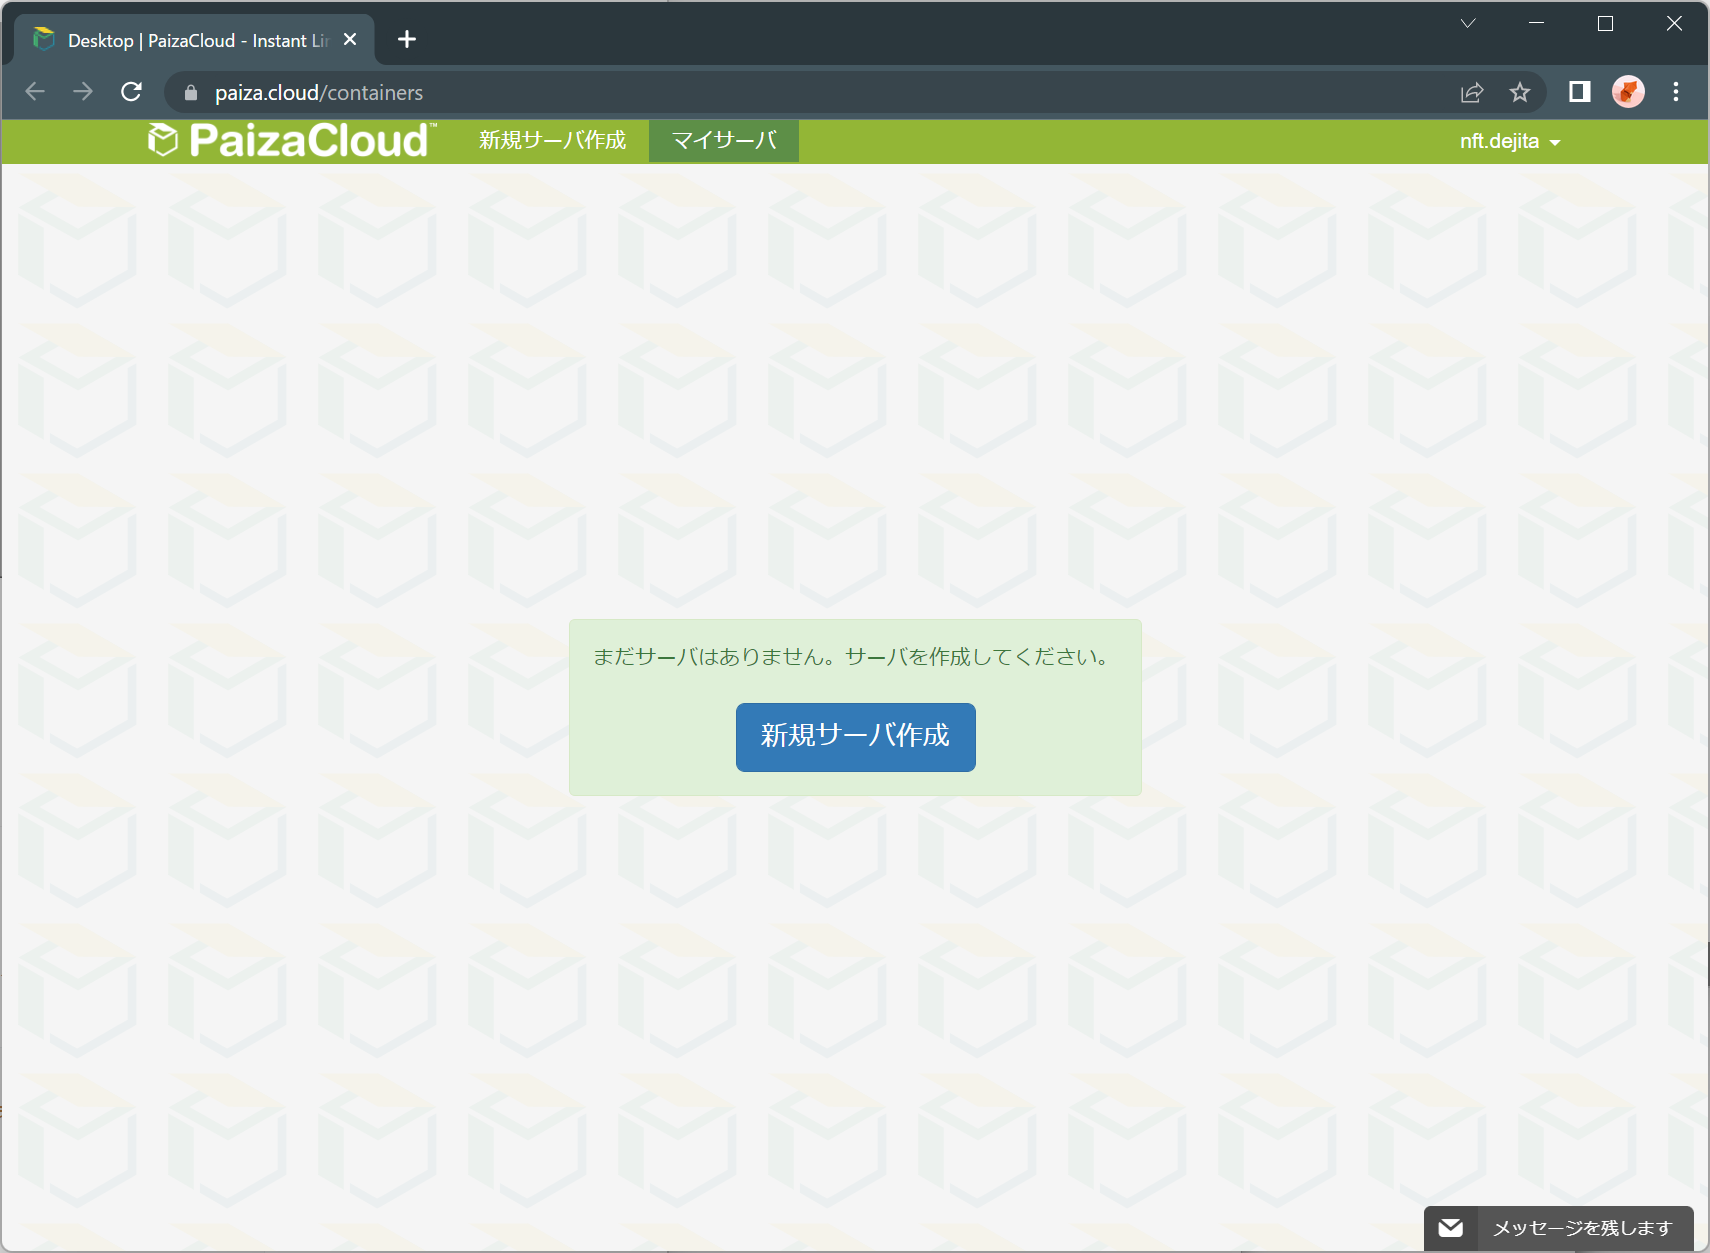 Desktop | PaizaCloud - Instant Li
paiza.cloud/containers
PaizaCloud™ 新規サーバ作成 マイサーバ nft.dejita
まだサーバはありません。サーバを作成してください。
新規サーバ作成
メッセージを残します